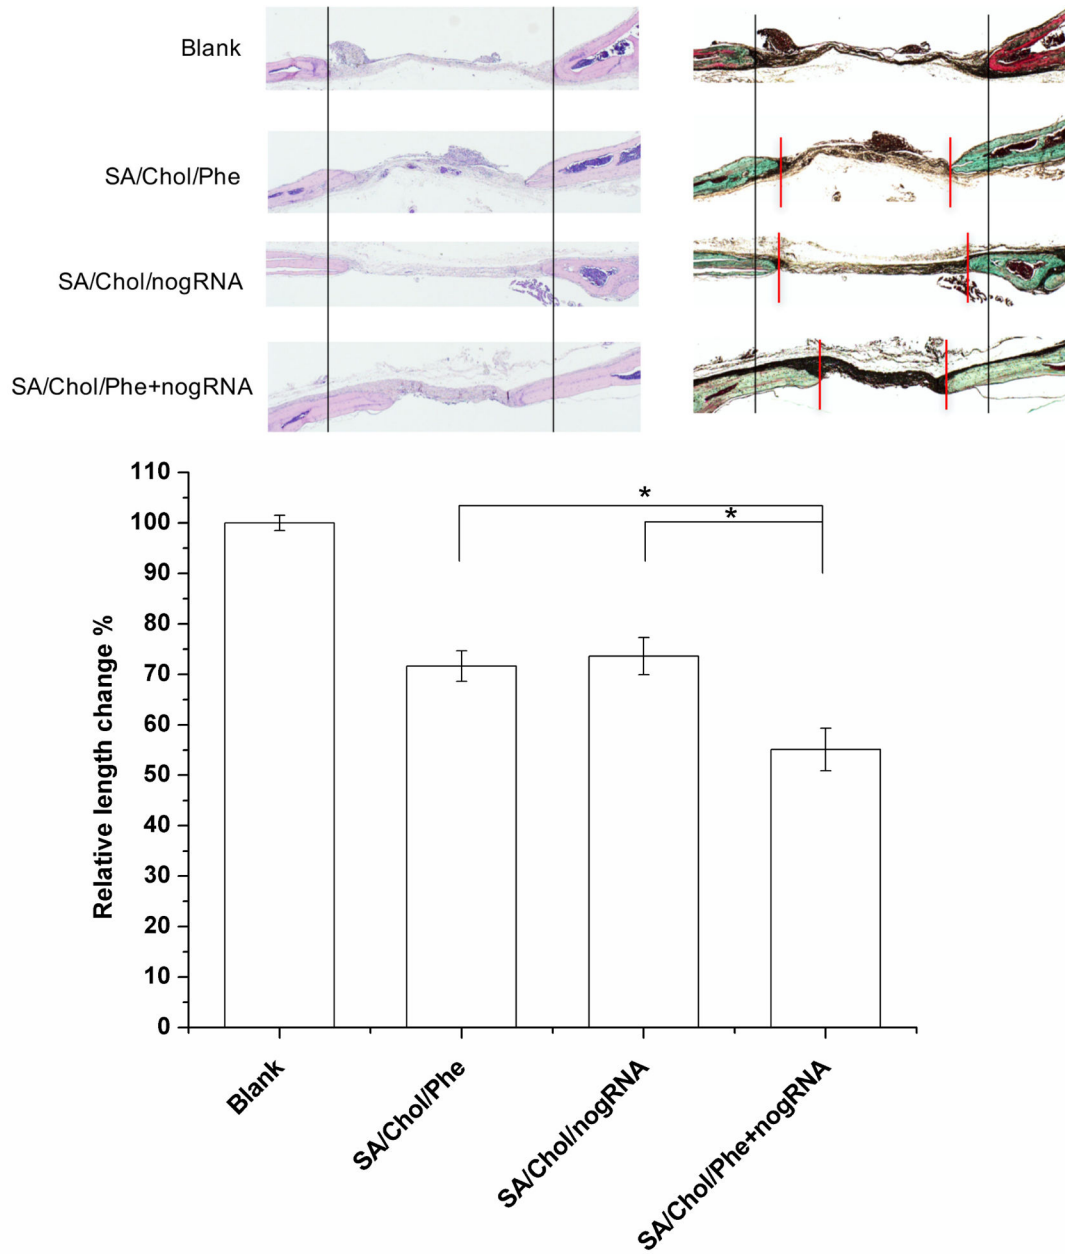 Blank
SA/Chol/Phe
SA/Chol/nogRNA
SA/Chol/Phe+nogRNA
110
100
90
80
70
60
50
40
30
20
10
0
Relative length change %
*
*
Blank
SA/Chol/Phe
SA/Chol/nogRNA
SA/Chol/Phe+nogRNA